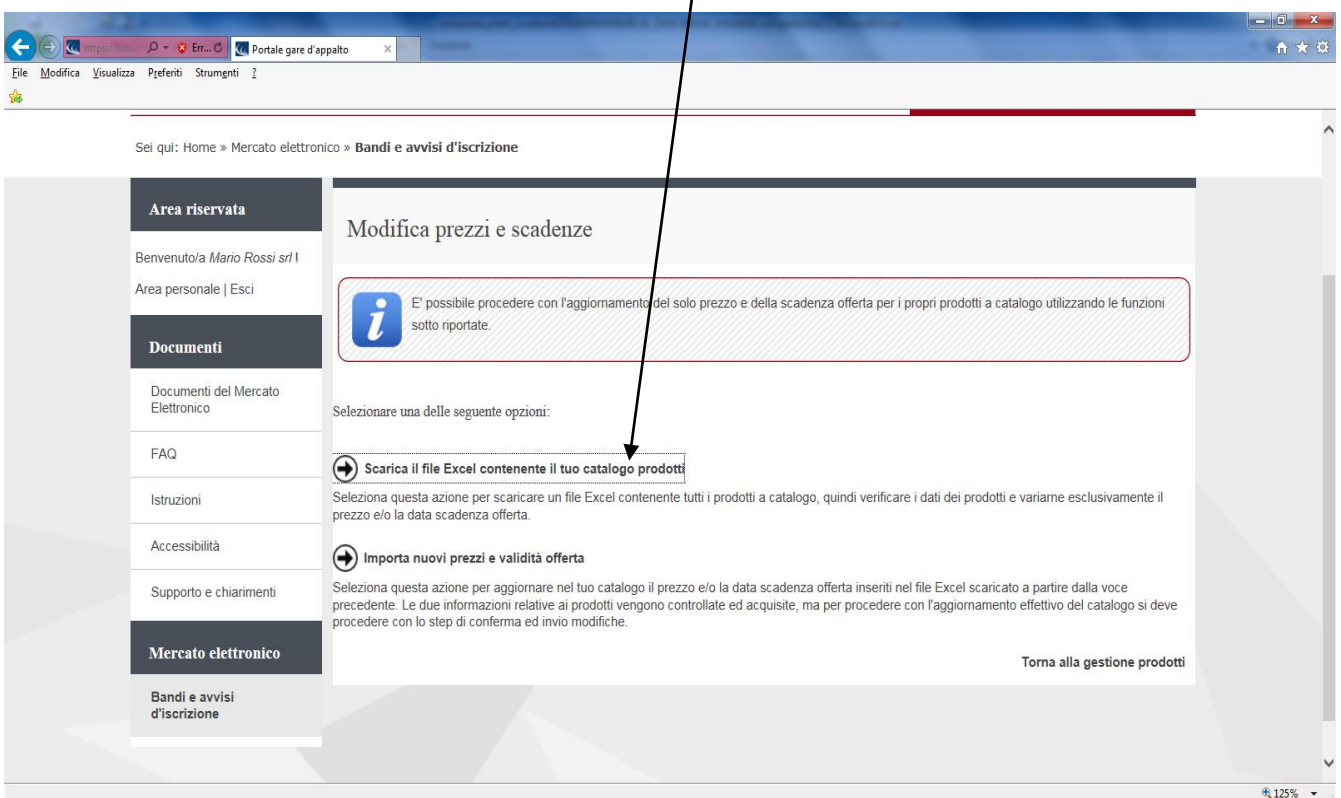 https://uni...
Err...
Portale gare d'appalto
File Modifica Visualizza Preferiti Strumenti ?
Sei qui: Home » Mercato elettronico » Bandi e avvisi d'iscrizione
Area riservata
Benvenuto/a Mario Rossi srl !
Area personale | Esci
Documenti
Documenti del Mercato
Elettronico
FAQ
Istruzioni
Accessibilità
Supporto e chiarimenti
Mercato elettronico
Bandi e avvisi
d'iscrizione
Modifica prezzi e scadenze
E' possibile procedere con l'aggiornamento del solo prezzo e della scadenza offerta per i propri prodotti a catalogo utilizzando le funzioni
sotto riportate.
Selezionare una delle seguente opzioni:
Scarica il file Excel contenente il tuo catalogo prodotti
Seleziona questa azione per scaricare un file Excel contenente tutti i prodotti a catalogo, quindi verificare i dati dei prodotti e variarne esclusivamente il
prezzo e/o la data scadenza offerta.
Importa nuovi prezzi e validità offerta
Seleziona questa azione per aggiornare nel tuo catalogo il prezzo e/o la data scadenza offerta inseriti nel file Excel scaricato a partire dalla voce
precedente. Le due informazioni relative ai prodotti vengono controllate ed acquisite, ma per procedere con l'aggiornamento effettivo del catalogo si deve
procedere con lo step di conferma ed invio modifiche.
Torna alla gestione prodotti
125%